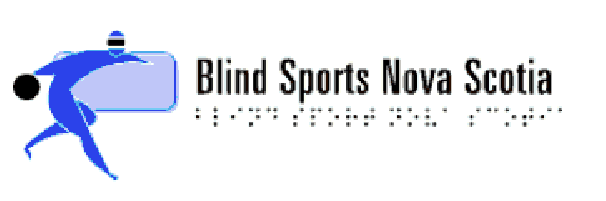 Blind Sports Nova Scotia
⠃⠇⠊⠝⠙ ⠎⠏⠕⠗⠞⠎ ⠝⠕⠧⠁ ⠎⠉⠕⠞⠊⠁